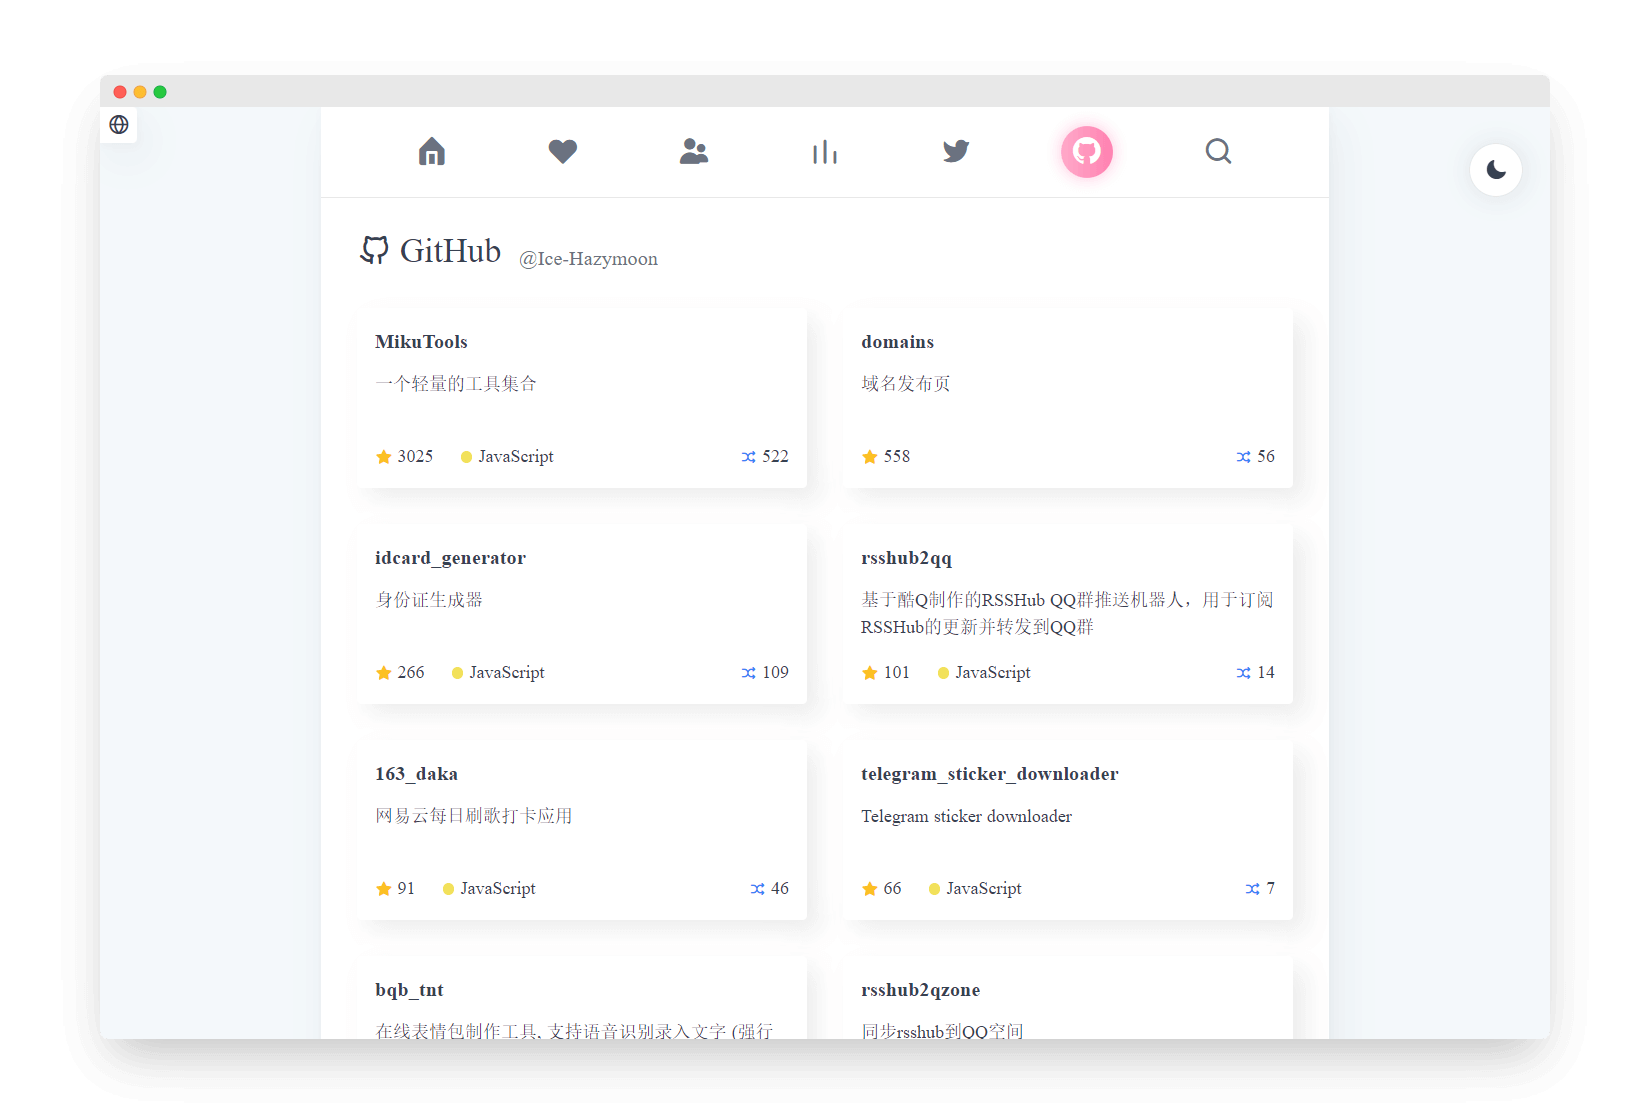 GitHub @Ice-Hazymoon
MikuTools
一个轻量的工具集合
3025 JavaScript 522
domains
域名发布页
558 56
idcard_generator
身份证生成器
266 JavaScript 109
rsshub2qq
基于酷Q制作的RSSHub QQ群推送机器人，用于订阅
RSSHub的更新并转发到QQ群
101 JavaScript 14
163_daka
网易云每日刷歌打卡应用
91 JavaScript 46
telegram_sticker_downloader
Telegram sticker downloader
66 JavaScript 7
bqb_tnt
在线表情包制作工具, 支持语音识别录入文字 (强行
rsshub2qzone
同步rsshub到QQ空间